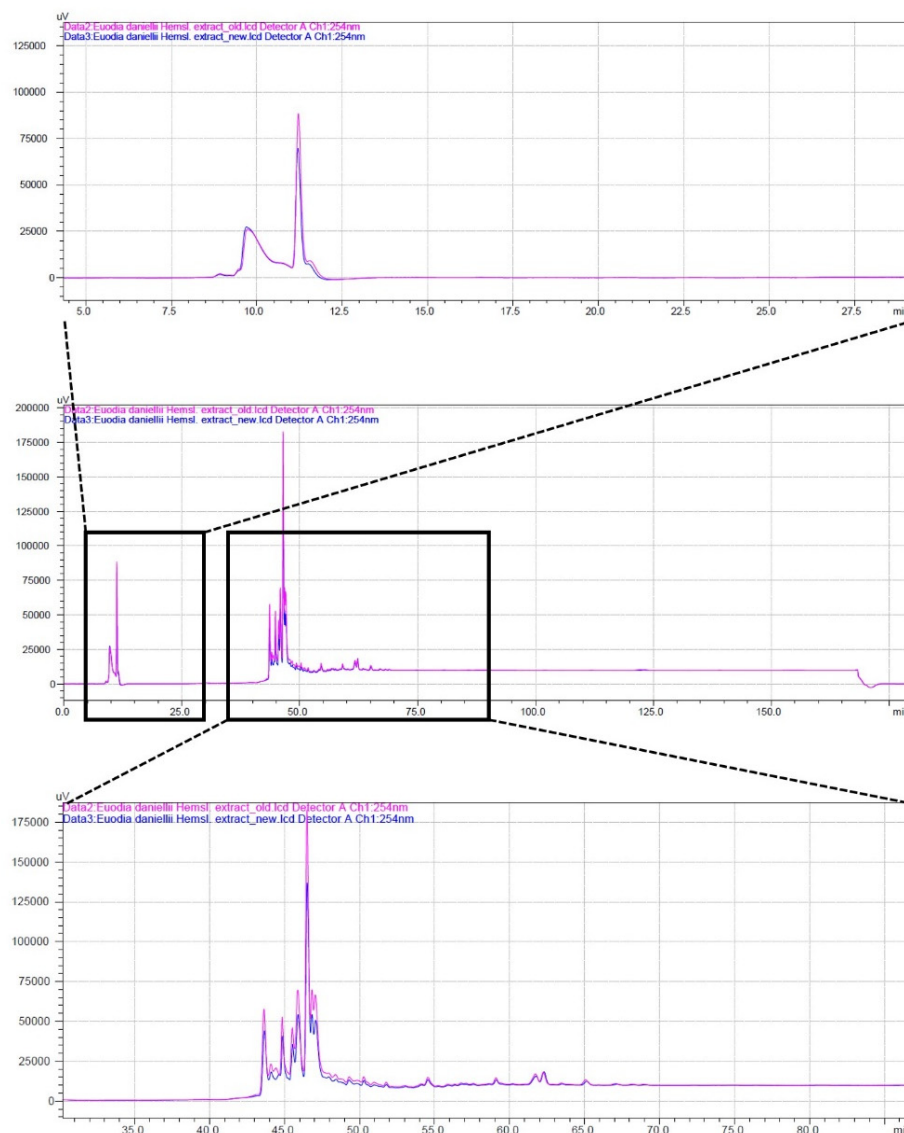 uV
Data2:Euodia daniellii Hemsl. extract_old.lcd Detector A Ch1:254nm
Data3:Euodia daniellii Hemsl. extract_new.lcd Detector A Ch1:254nm
125000
100000
75000
50000
25000
0
5.0 7.5 10.0 12.5 15.0 17.5 20.0 22.5 25.0 27.5 mi
uV
200000
Data2:Euodia daniellii Hemsl. extract_old.lcd Detector A Ch1:254nm
Data3:Euodia daniellii Hemsl. extract_new.lcd Detector A Ch1:254nm
175000
150000
125000
100000
75000
50000
25000
0
0.0 25.0 50.0 75.0 100.0 125.0 150.0 mi
uV
Data2:Euodia daniellii Hemsl. extract_old.lcd Detector A Ch1:254nm
Data3:Euodia daniellii Hemsl. extract_new.lcd Detector A Ch1:254nm
175000
150000
125000
100000
75000
50000
25000
0
35.0 40.0 45.0 50.0 55.0 60.0 65.0 70.0 75.0 80.0 mi